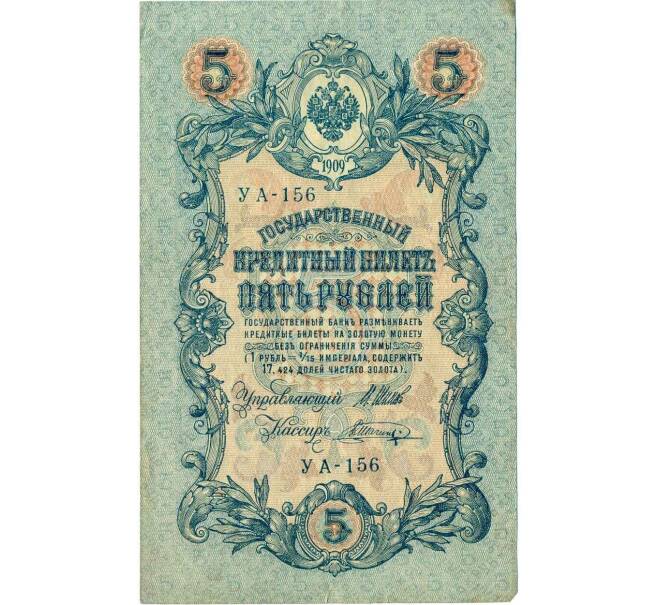 5 5
1909
УА-156
ГОСУДАРСТВЕННЫЙ
КРЕДИТНЫЙ БИЛЕТЪ
ПЯТЬ РУБЛЕЙ
ГОСУДАРСТВЕННЫЙ БАНКЪ РАЗМѢНИВАЕТЪ
КРЕДИТНЫЕ БИЛЕТЫ НА ЗОЛОТУЮ МОНЕТУ
БЕЗЪ ОГРАНИЧЕНІЯ СУММЫ
(1 РУБЛЬ = 1/15 ИМПЕРІАЛА, СОДЕРЖИТЪ
17,424 ДОЛЕЙ ЧИСТАГО ЗОЛОТА).
Управляющій
Кассиръ
УА-156
5